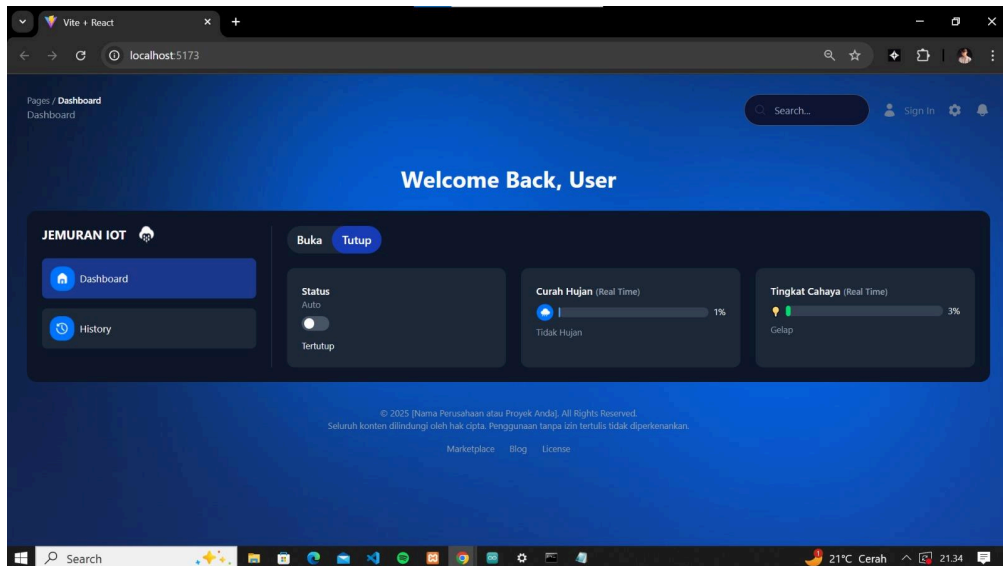 Vite + React
localhost:5173
Pages / Dashboard
Dashboard
Search...
Sign In
Welcome Back, User
JEMURAN IOT
Dashboard
History
Buka Tutup
Status
Auto
Tertutup
Curah Hujan (Real Time)
1%
Tidak Hujan
Tingkat Cahaya (Real Time)
3%
Gelap
© 2025 [Nama Perusahaan atau Proyek Anda]. All Rights Reserved.
Seluruh konten dilindungi oleh hak cipta. Penggunaan tanpa izin tertulis tidak diperkenankan.
Marketplace Blog License
Search
21°C Cerah
21.34